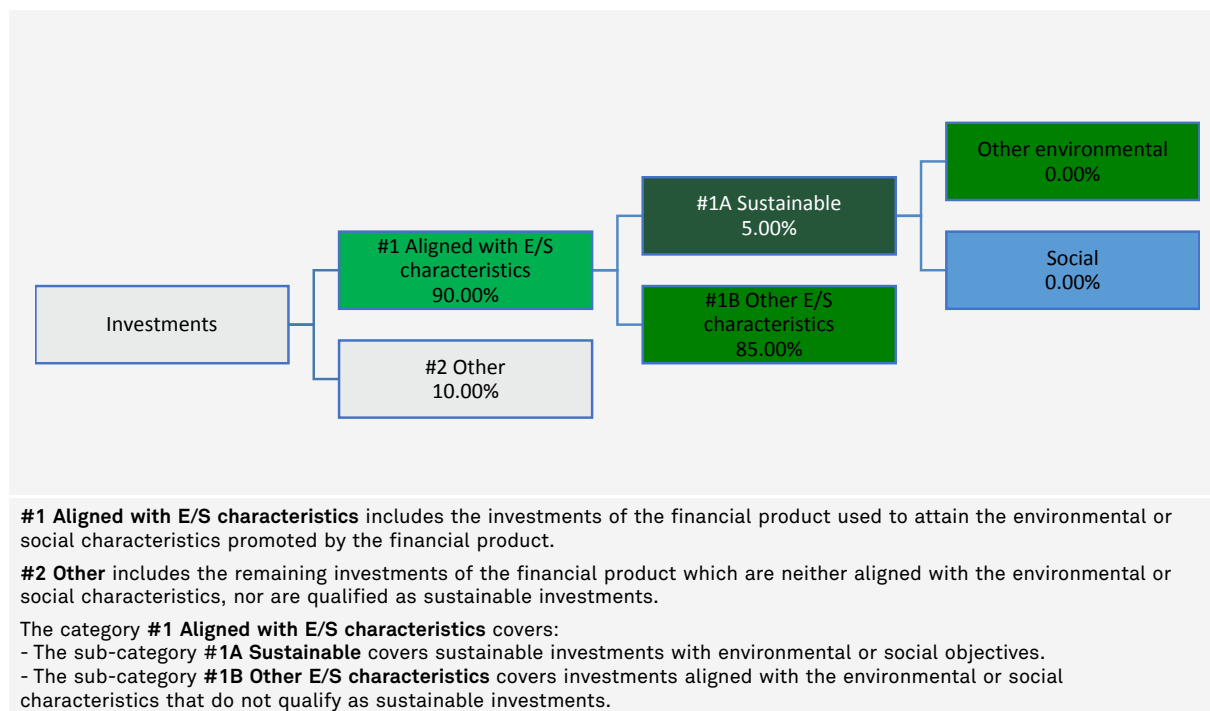 Investments
#1 Aligned with E/S
characteristics
90.00%
#2 Other
10.00%
#1A Sustainable
5.00%
#1B Other E/S
characteristics
85.00%
Other environmental
0.00%
Social
0.00%
#1 Aligned with E/S characteristics includes the investments of the financial product used to attain the environmental or
social characteristics promoted by the financial product.
#2 Other includes the remaining investments of the financial product which are neither aligned with the environmental or
social characteristics, nor are qualified as sustainable investments.
The category #1 Aligned with E/S characteristics covers:
- The sub-category #1A Sustainable covers sustainable investments with environmental or social objectives.
- The sub-category #1B Other E/S characteristics covers investments aligned with the environmental or social
characteristics that do not qualify as sustainable investments.